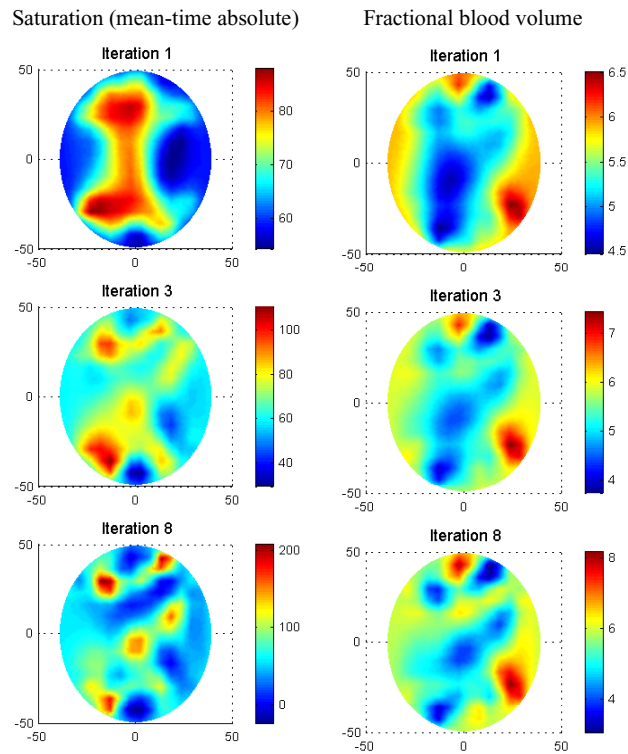 Saturation (mean-time absolute) Fractional blood volume
Iteration 1 Iteration 1
50 50 6.5
80 6
0 70 0 5.5
5
60
-50 -50 4.5
-50 0 50 -50 0 50
Iteration 3 Iteration 3
50 50
100 7
80 6
0 0
60 5
40 4
-50 -50
-50 0 50 -50 0 50
Iteration 8 Iteration 8
50 200 50 8
7
0 100 0 6
5
0 4
-50 -50
-50 0 50 -50 0 50